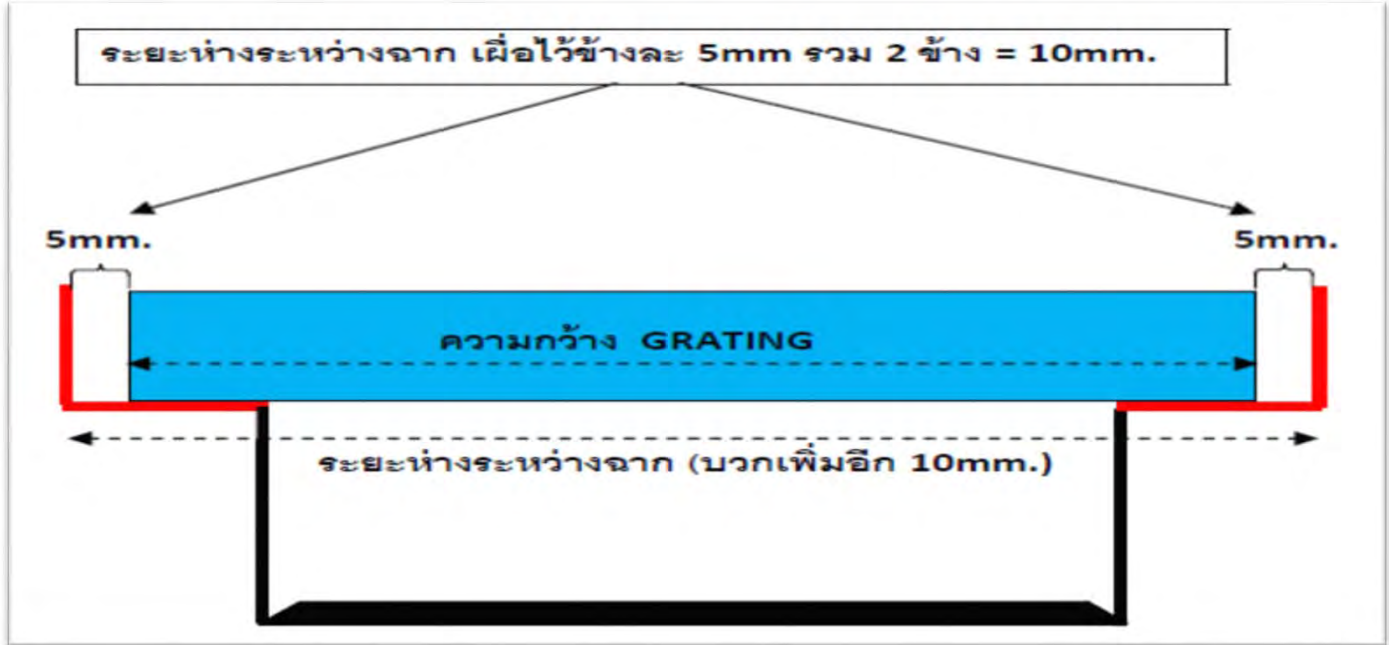 ระยะห่างระหว่างฉาก เผื่อไว้ข้างละ 5mm รวม 2 ข้าง = 10mm.
5mm.
5mm.
ความกว้าง GRATING
ระยะห่างระหว่างฉาก (บวกเพิ่มอีก 10mm.)